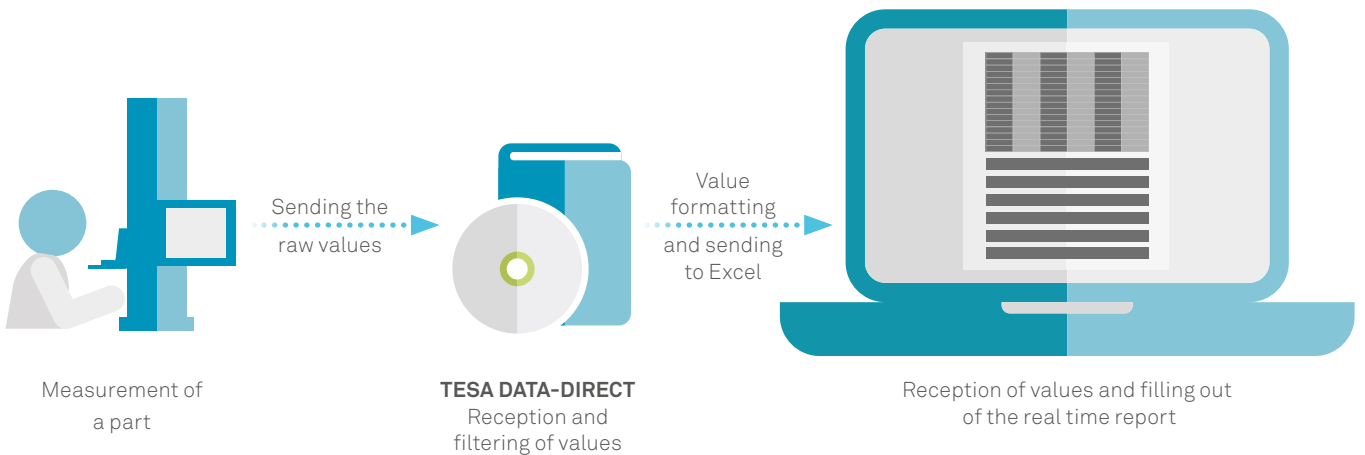 Sending the
raw values
Value
formatting
and sending
to Excel
Measurement of
a part
TESA DATA-DIRECT
Reception and
filtering of values
Reception of values and filling out
of the real time report